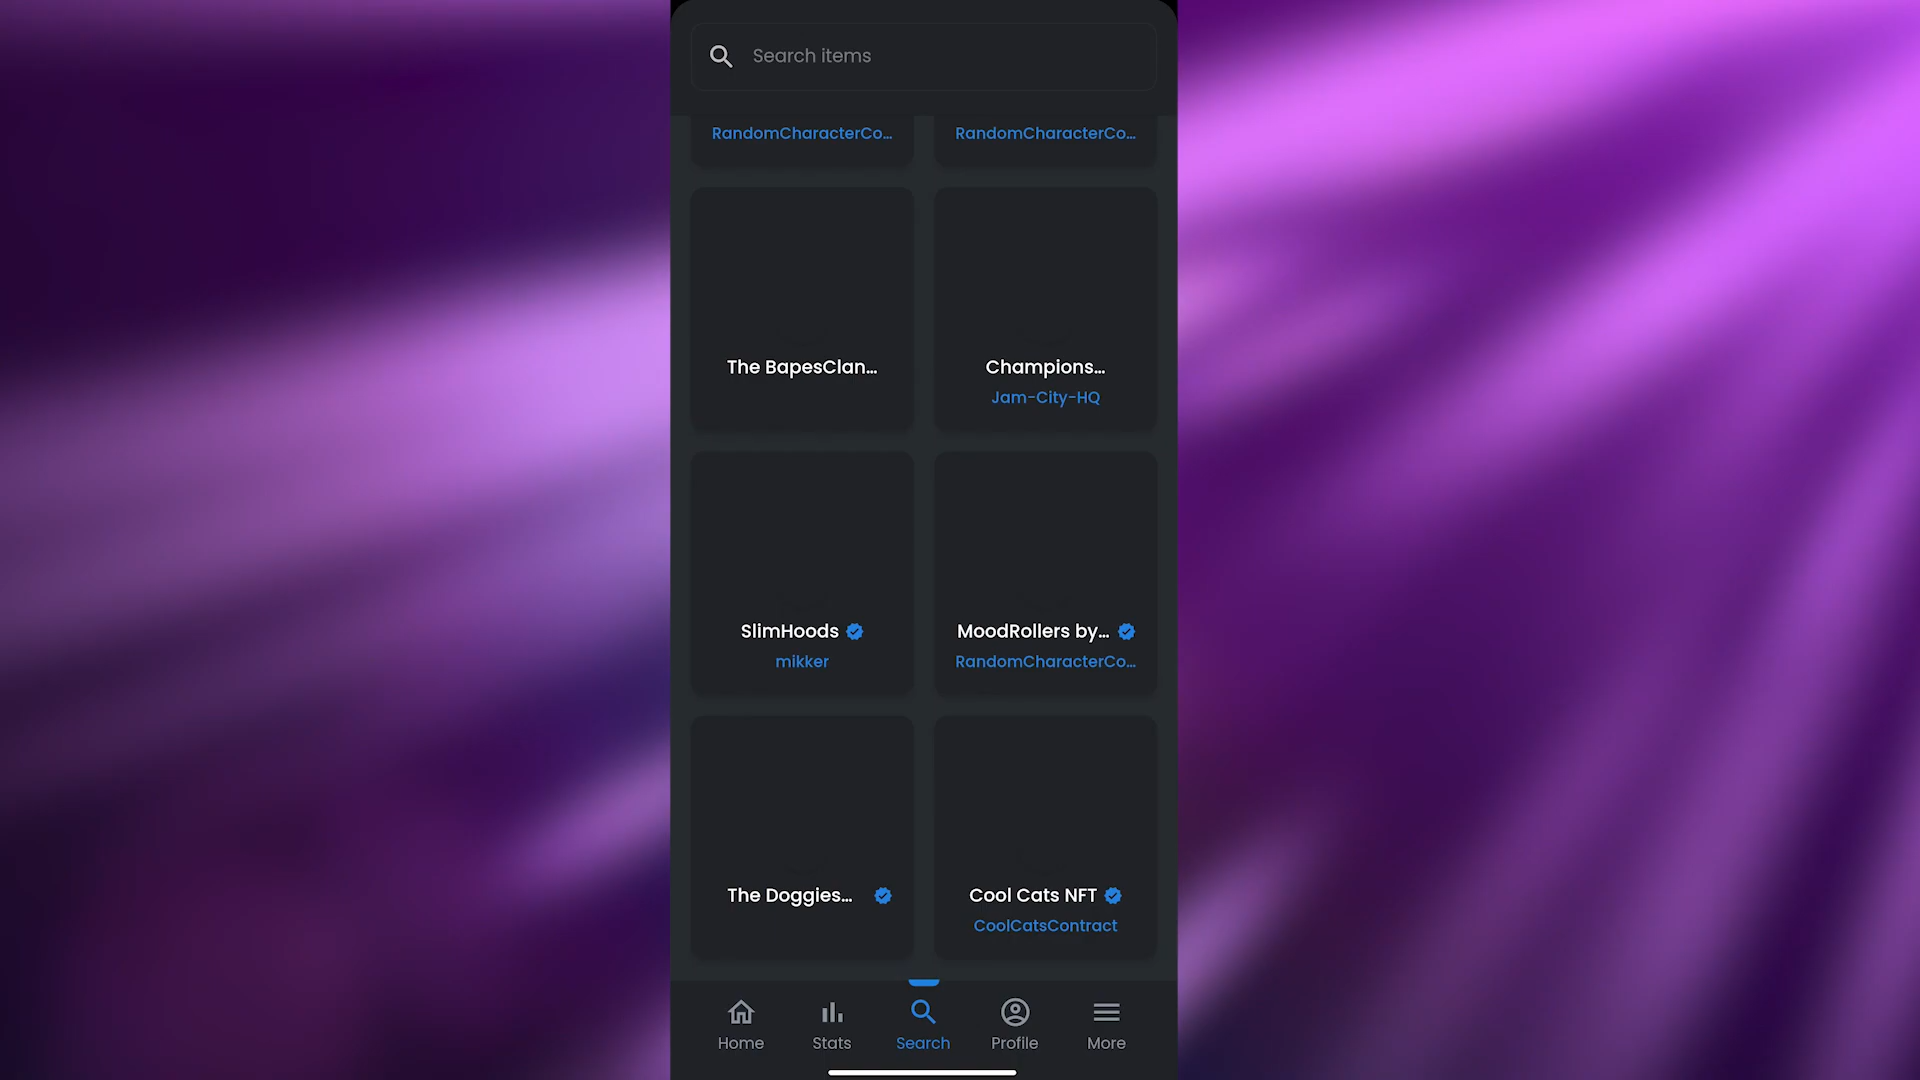 Search items
RandomCharacterCo...
RandomCharacterCo...
The BapesClan...
Champions...
Jam-City-HQ
SlimHoods
mikker
MoodRollers by...
RandomCharacterCo...
The Doggies...
Cool Cats NFT
CoolCatsContract
Home
Stats
Search
Profile
More